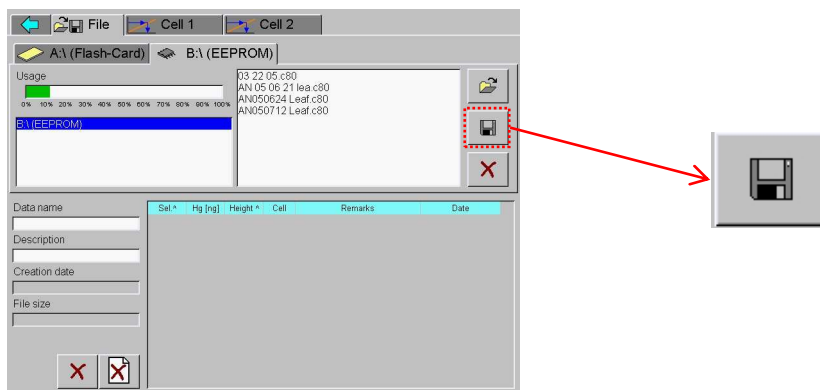 File Cell 1 Cell 2
A:\ (Flash-Card) B:\ (EEPROM)
Usage
0% 10% 20% 30% 40% 50% 60% 70% 80% 90% 100%
B:\ (EEPROM)
03 22 05.c80
AN 05 06 21 lea.c80
AN050624 Leaf.c80
AN050712 Leaf.c80
Data name
Description
Creation date
File size
Sel.^ Hg [ng] Height ^ Cell Remarks Date